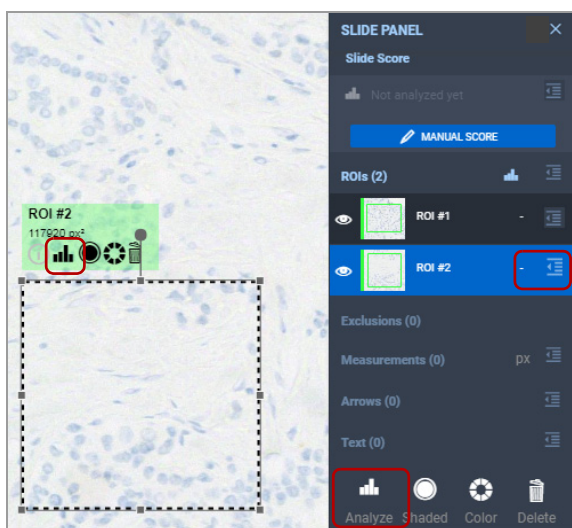 SLIDE PANEL
Slide Score
Not analyzed yet
MANUAL SCORE
ROIs (2)
ROI #2
117920 px²
ROI #1 -
ROI #2 -
Exclusions (0)
Measurements (0) px
Arrows (0)
Text (0)
Analyze Shaded Color Delete